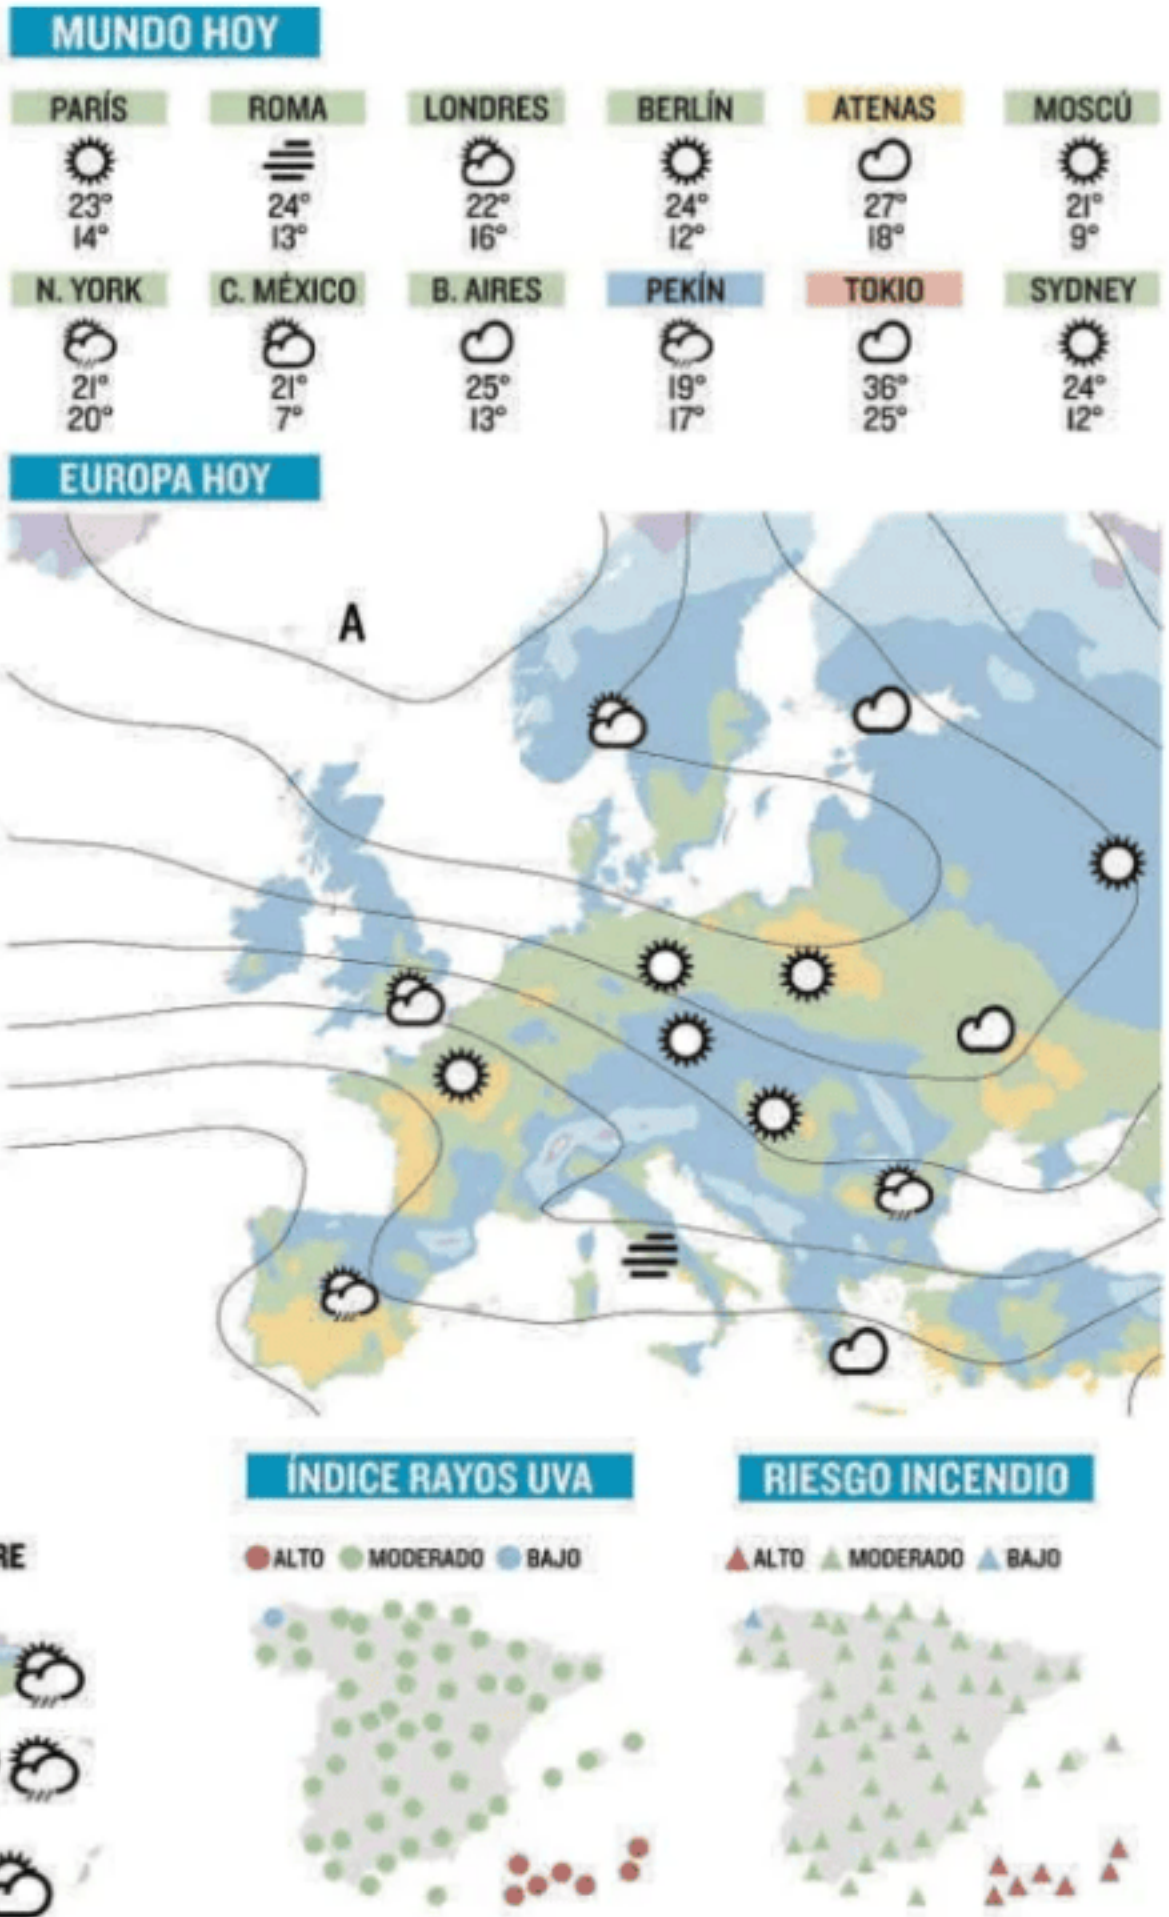 MUNDO HOY
PARÍS ROMA LONDRES BERLÍN ATENAS MOSCÚ
23° 24° 22° 24° 27° 21°
14° 13° 16° 12° 18° 9°
N. YORK C. MÉXICO B. AIRES PEKÍN TOKIO SYDNEY
21° 21° 25° 19° 36° 24°
20° 7° 13° 17° 25° 12°
EUROPA HOY
A
ÍNDICE RAYOS UVA RIESGO INCENDIO
RE ALTO MODERADO BAJO ALTO MODERADO BAJO